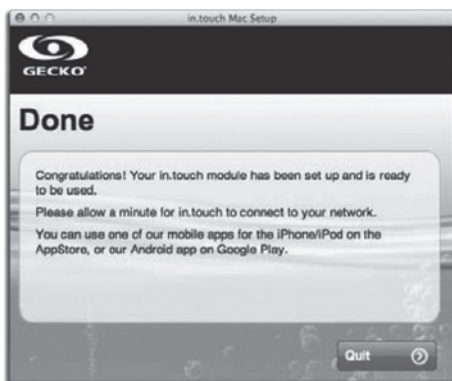 in.touch Mac Setup
GECKO
Done
Congratulations! Your in.touch module has been set up and is ready
to be used.
Please allow a minute for in.touch to connect to your network.
You can use one of our mobile apps for the iPhone/iPod on the
AppStore, or our Android app on Google Play.
Quit